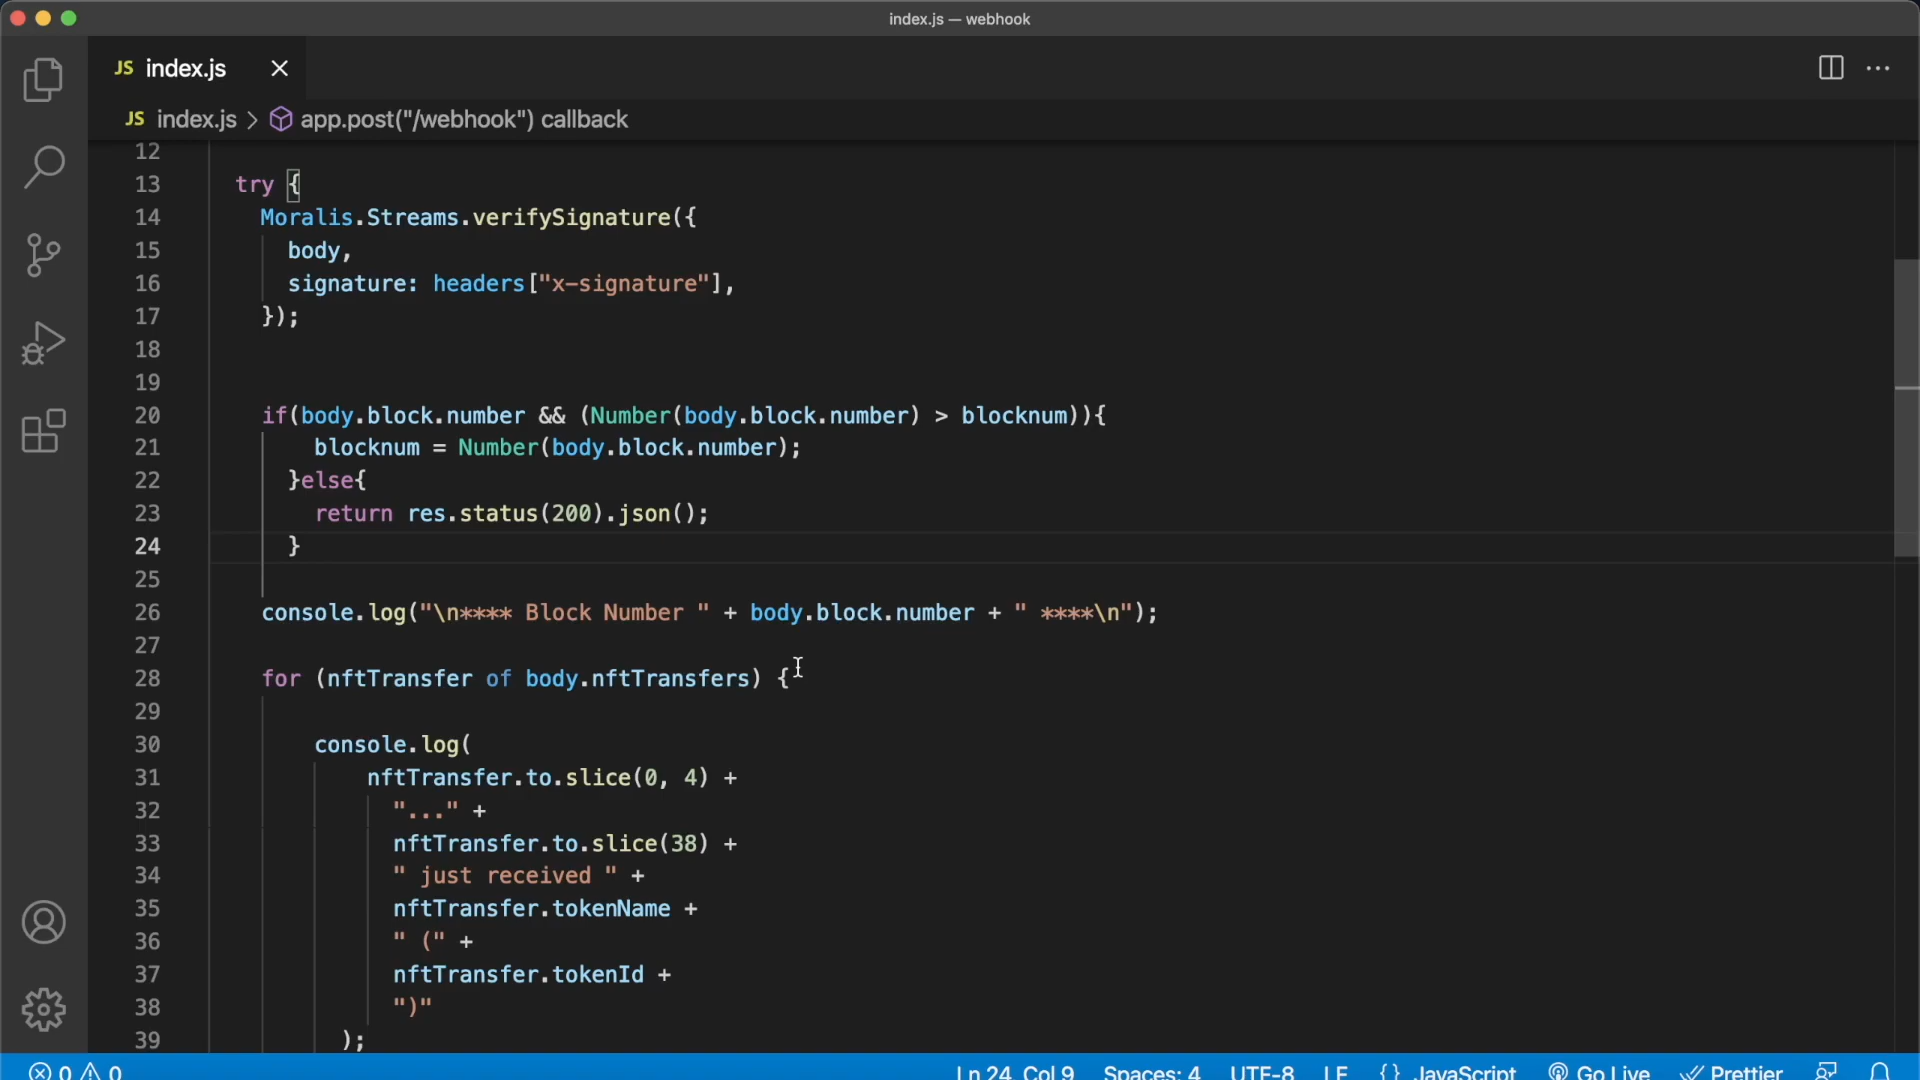 index.js — webhook
JS index.js
JS index.js > app.post("/webhook") callback
12
13 try {
14 Moralis.Streams.verifySignature({
15 body,
16 signature: headers["x-signature"],
17 });
18
19
20 if(body.block.number && (Number(body.block.number) > blocknum)){
21 blocknum = Number(body.block.number);
22 }else{
23 return res.status(200).json();
24 }
25
26 console.log("\n**** Block Number " + body.block.number + " ****\n");
27
28 for (nftTransfer of body.nftTransfers) {
29
30 console.log(
31 nftTransfer.to.slice(0, 4) +
32 "..." +
33 nftTransfer.to.slice(38) +
34 " just received " +
35 nftTransfer.tokenName +
36 " (" +
37 nftTransfer.tokenId +
38 ")"
39 );
0 0 Ln 24, Col 9 Spaces: 4 UTF-8 LF {} JavaScript Go Live Prettier